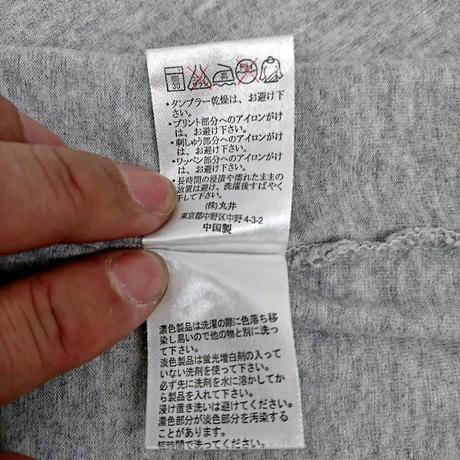 ・タンブラー乾燥は、お避け下
さい。
・プリント部分へのアイロンがけ
は、お避け下さい。
・刺しゅう部分へのアイロンがけ
は、お避け下さい。
・ワッペン部分へのアイロンがけ
は、お避け下さい。
・長時間の浸漬や濡れた主まの
放置は避け、洗濯後すばやく
干して下さい。
(株)丸井
東京都中野区中野4-3-2
中国製
濃色製品は洗濯の際に色落ち移
染し易いので他の物と別に洗っ
て下さい。
淡色製品は蛍光増白剤の入って
いない洗剤を使って下さい。
必ず先に洗剤を水に溶かしてか
ら製品を入れて下さい。
浸け置き洗いは避けてください。
濃色部分が淡色部分を汚染する
ことがあります。
短時間で洗ってください。